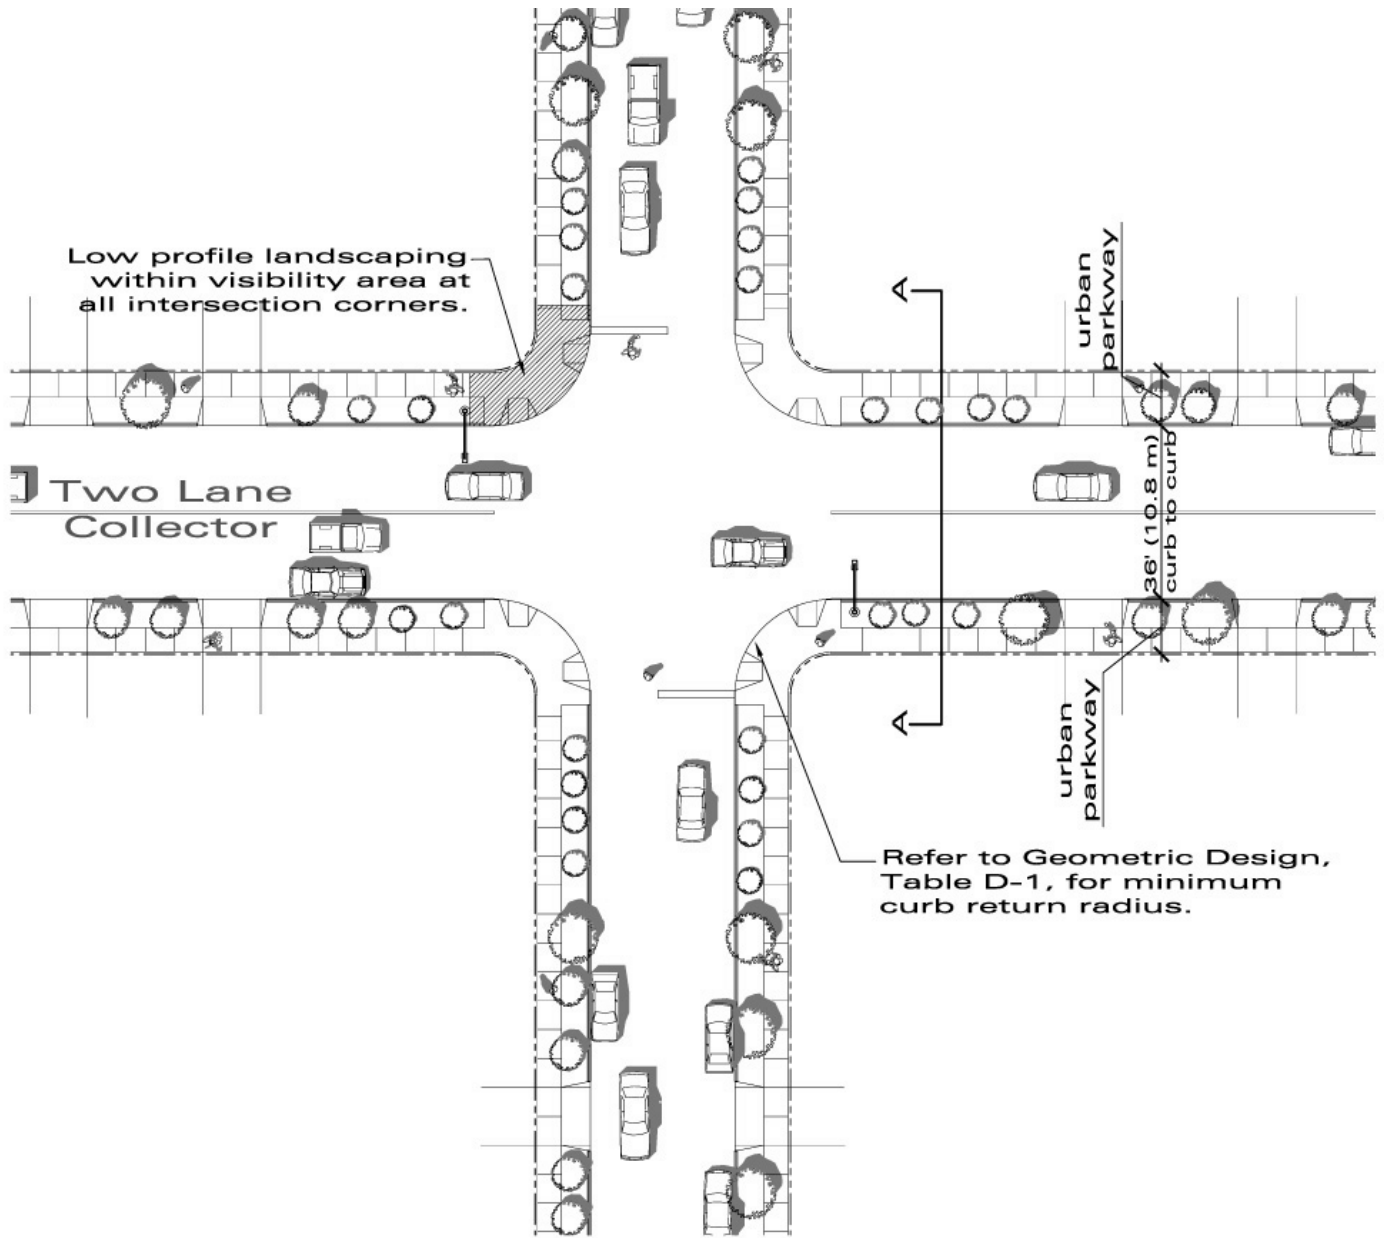 Low profile landscaping
within visibility area at
all intersection corners.
A
urban
parkway
Two Lane
Collector
36' (10.8 m)
curb to curb
A
urban
parkway
Refer to Geometric Design,
Table D-1, for minimum
curb return radius.